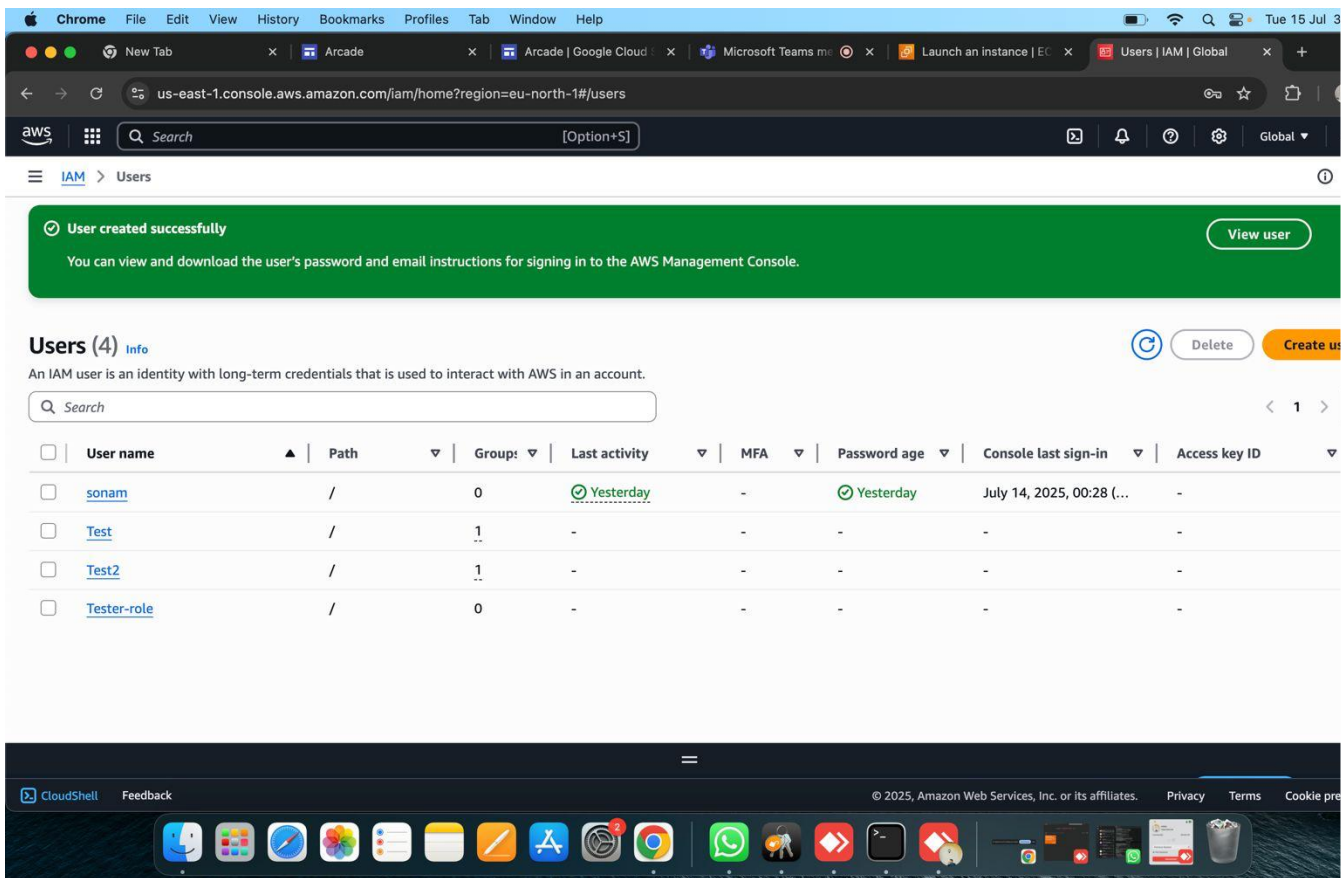 Chrome File Edit View History Bookmarks Profiles Tab Window Help Tue 15 Jul 3
New Tab Arcade Arcade | Google Cloud Microsoft Teams me Launch an instance | EC Users | IAM | Global
us-east-1.console.aws.amazon.com/iam/home?region=eu-north-1#/users
aws Search [Option+S] Global
IAM > Users
User created successfully
View user
You can view and download the user's password and email instructions for signing in to the AWS Management Console.
Users (4) Info Delete Create us
An IAM user is an identity with long-term credentials that is used to interact with AWS in an account.
Search < 1 >
User name Path Groups Last activity MFA Password age Console last sign-in Access key ID
sonam / 0 Yesterday - Yesterday July 14, 2025, 00:28 (... -
Test / 1 - - - - -
Test2 / 1 - - - - -
Tester-role / 0 - - - - -
CloudShell Feedback © 2025, Amazon Web Services, Inc. or its affiliates. Privacy Terms Cookie pre
2